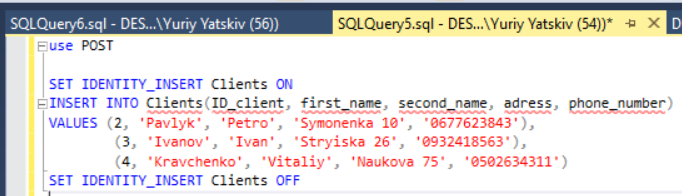 SQLQuery6.sql - DES...\Yuriy Yatskiv (56))
SQLQuery5.sql - DES...\Yuriy Yatskiv (54))*
D
use POST
SET IDENTITY_INSERT Clients ON
INSERT INTO Clients(ID_client, first_name, second_name, adress, phone_number)
VALUES (2, 'Pavlyk', 'Petro', 'Symonenka 10', '0677623843'),
(3, 'Ivanov', 'Ivan', 'Stryiska 26', '0932418563'),
(4, 'Kravchenko', 'Vitaliy', 'Naukova 75', '0502634311')
SET IDENTITY_INSERT Clients OFF